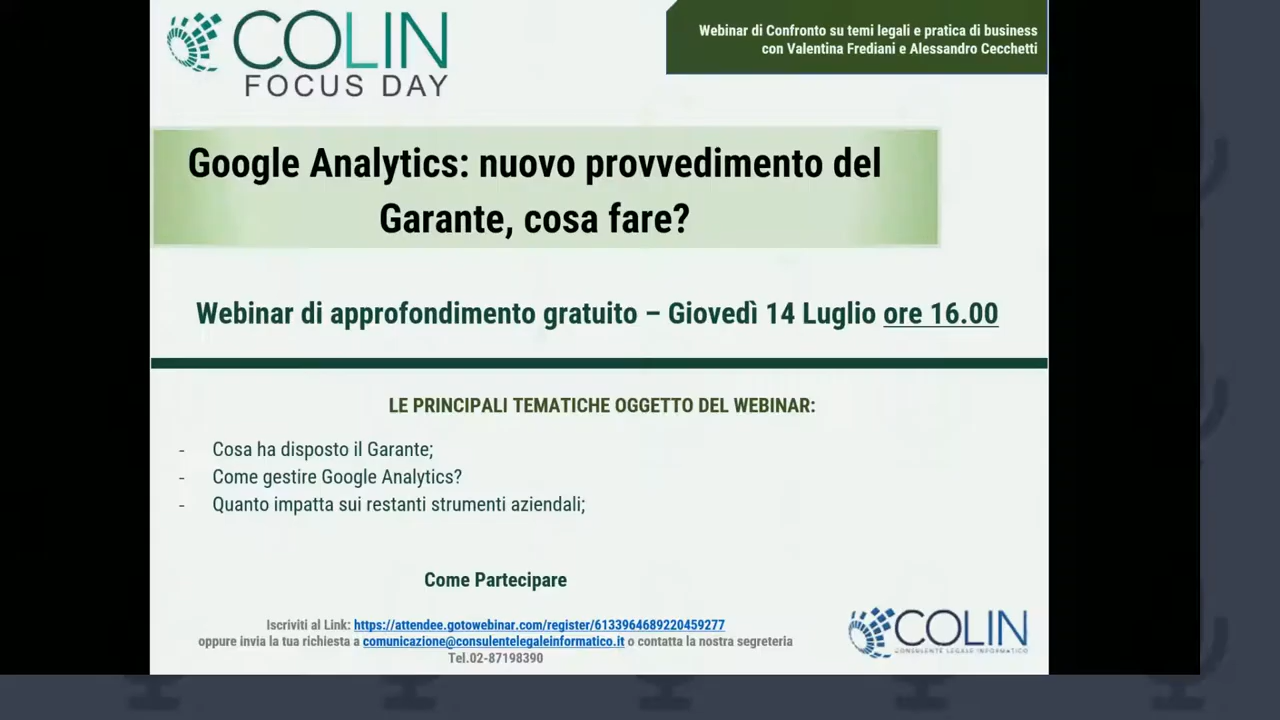 COLIN
FOCUS DAY
Webinar di Confronto su temi legali e pratica di business
con Valentina Frediani e Alessandro Cecchetti
Google Analytics: nuovo provvedimento del
Garante, cosa fare?
Webinar di approfondimento gratuito – Giovedì 14 Luglio ore 16.00
LE PRINCIPALI TEMATICHE OGGETTO DEL WEBINAR:
- Cosa ha disposto il Garante;
- Come gestire Google Analytics?
- Quanto impatta sui restanti strumenti aziendali;
Come Partecipare
Iscriviti al Link: https://attendee.gotowebinar.com/register/6133964689220459277
oppure invia la tua richiesta a comunicazione@consulentelegaleinformatico.it o contatta la nostra segreteria
Tel.02-87198390
COLIN
CONSULENTE LEGALE INFORMATICO